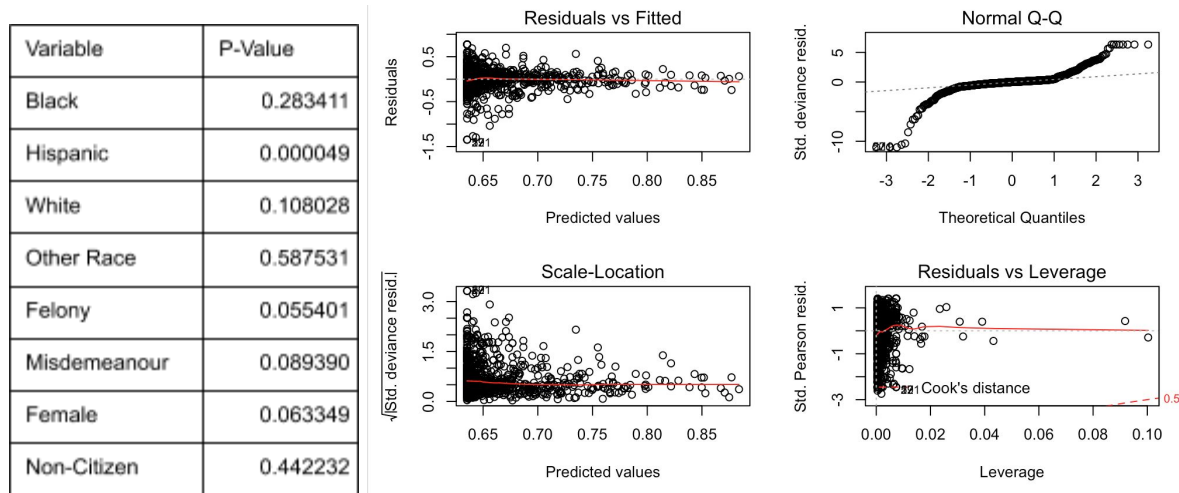 Variable P-Value
Black 0.283411
Hispanic 0.000049
White 0.108028
Other Race 0.587531
Felony 0.055401
Misdemeanour 0.089390
Female 0.063349
Non-Citizen 0.442232
Residuals vs Fitted
Residuals
0.5
-0.5
-1.5
0.65 0.70 0.75 0.80 0.85
Predicted values
Normal Q-Q
Std. deviance resid.
5
0
-10
-3 -2 -1 0 1 2 3
Theoretical Quantiles
Scale-Location
√|Std. deviance resid.|
3.0
1.5
0.0
0.65 0.70 0.75 0.80 0.85
Predicted values
Residuals vs Leverage
Std. Pearson resid.
1
-1
-3
Cook's distance
0.5
0.00 0.02 0.04 0.06 0.08 0.10
Leverage